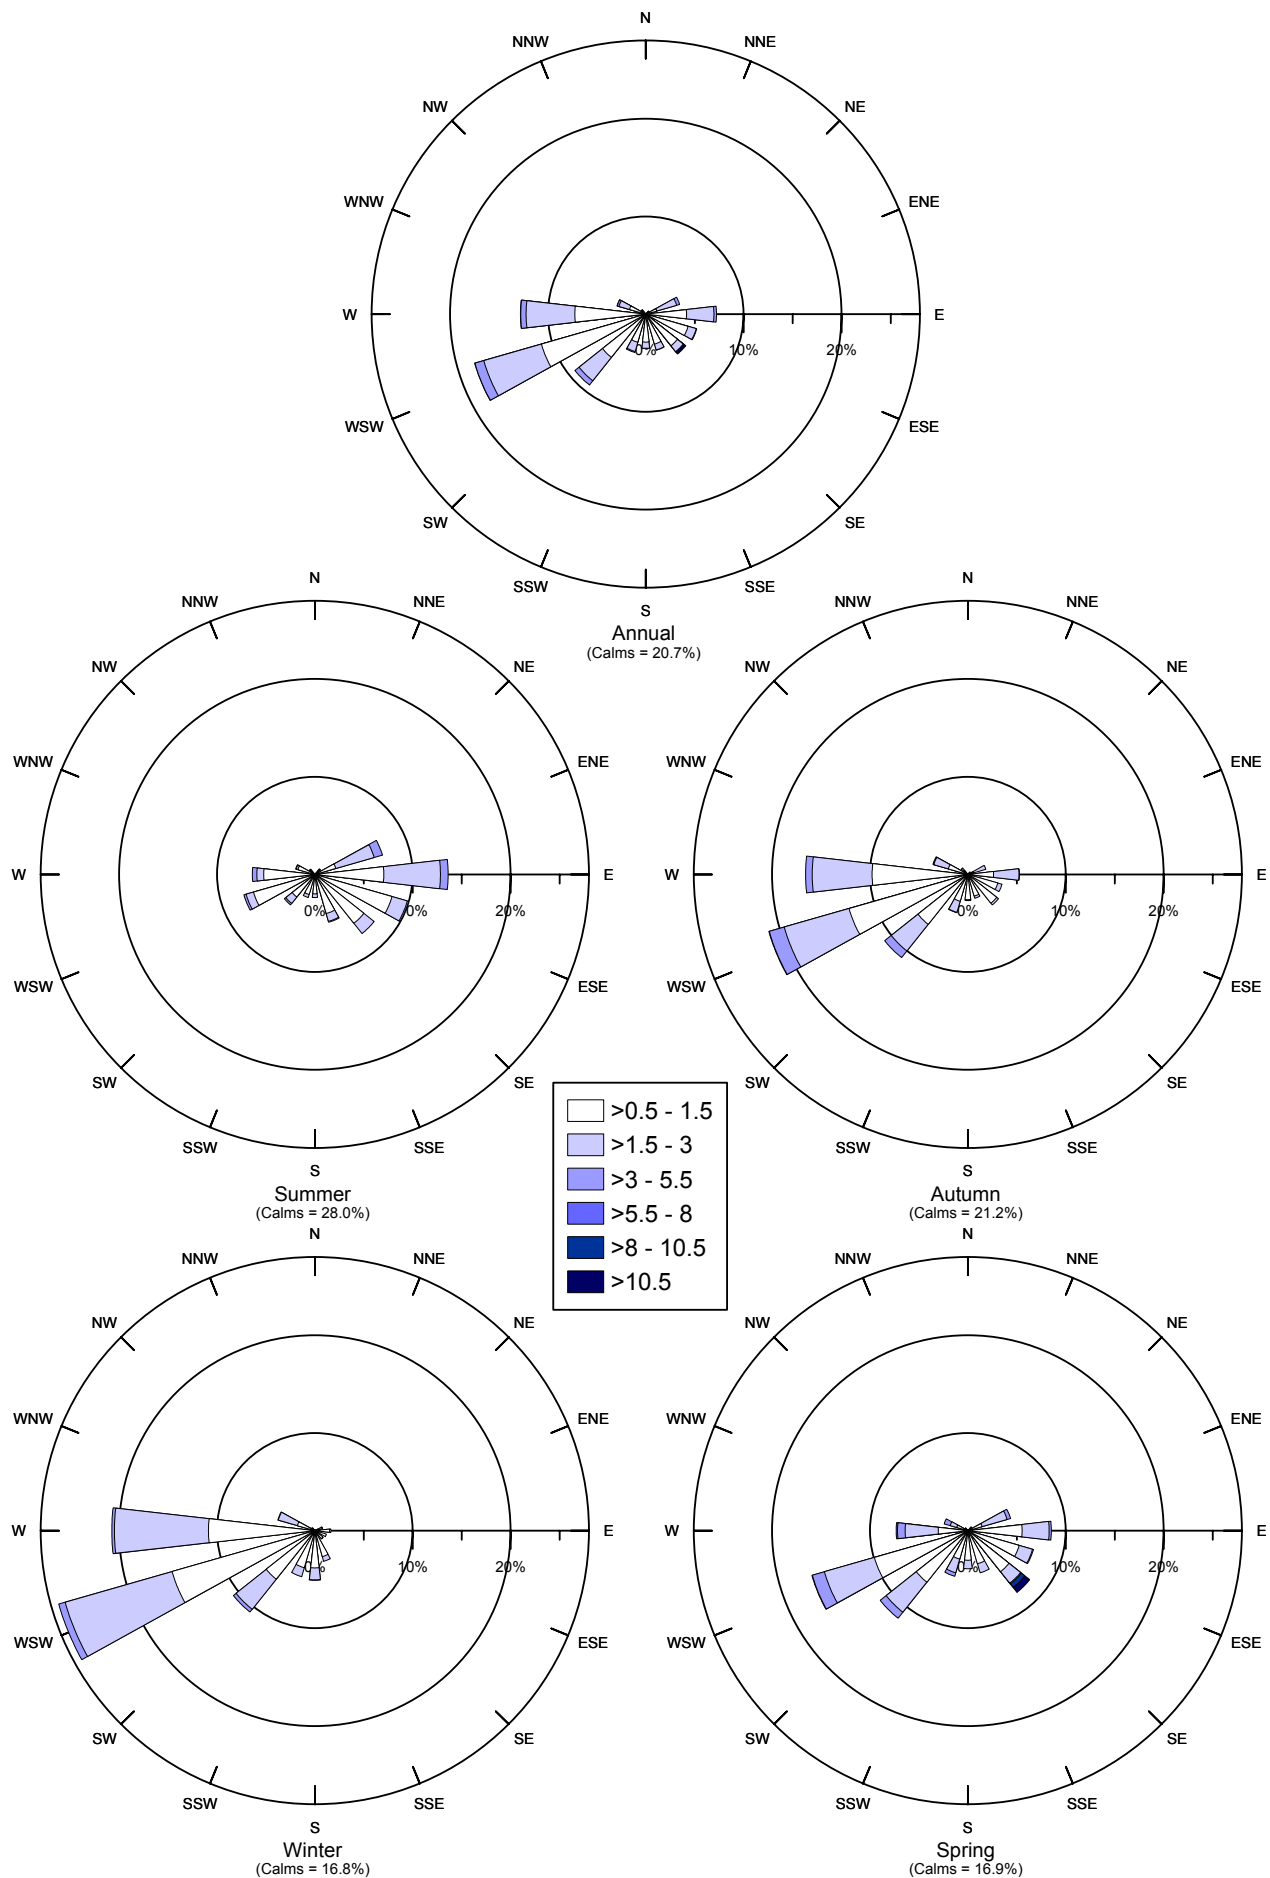 N
NNW NNE
NW NE
WNW ENE
W E
0% 10% 20%
WSW ESE
SW SE
SSW SSE
S
Annual
(Calms = 20.7%)
N
NNW NNE
NW NE
WNW ENE
W E
0% 10% 20%
WSW ESE
SW SE
SSW SSE
S
Summer
(Calms = 28.0%)
N
NNW NNE
NW NE
WNW ENE
W E
0% 10% 20%
WSW ESE
SW SE
SSW SSE
S
Autumn
(Calms = 21.2%)
>0.5 - 1.5
>1.5 - 3
>3 - 5.5
>5.5 - 8
>8 - 10.5
>10.5
N
NNW NNE
NW NE
WNW ENE
W E
0% 10% 20%
WSW ESE
SW SE
SSW SSE
S
Winter
(Calms = 16.8%)
N
NNW NNE
NW NE
WNW ENE
W E
0% 10% 20%
WSW ESE
SW SE
SSW SSE
S
Spring
(Calms = 16.9%)